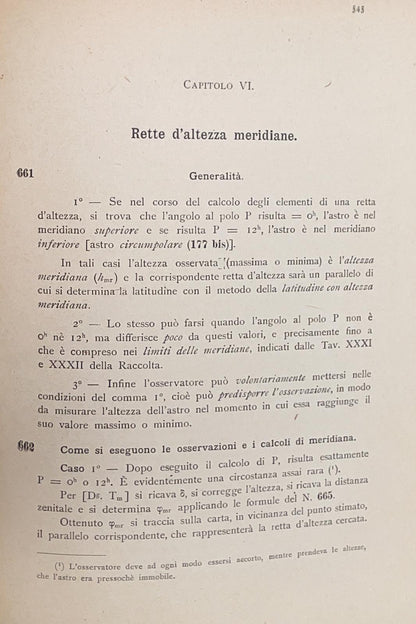 343
CAPITOLO VI.
Rette d'altezza meridiane.
661
Generalità.
1° — Se nel corso del calcolo degli elementi di una retta
d'altezza, si trova che l'angolo al polo P risulta = 0ʰ, l'astro è nel
meridiano superiore e se risulta P = 12ʰ, l'astro è nel meridiano
inferiore [astro circumpolare (177 bis)].
In tali casi l'altezza osservata (massima o minima) è l'altezza
meridiana (hₘᵣ) e la corrispondente retta d'altezza sarà un parallelo di
cui si determina la latitudine con il metodo della latitudine con altezza
meridiana.
2° — Lo stesso può farsi quando l'angolo al polo P non è
0ʰ nè 12ʰ, ma differisce poco da questi valori, e precisamente fino a
che è compreso nei limiti delle meridiane, indicati dalle Tav. XXXI
e XXXII della Raccolta.
3° — Infine l'osservatore può volontariamente mettersi nelle
condizioni del comma 1°, cioè può predisporre l'osservazione, in modo
da misurare l'altezza dell'astro nel momento in cui essa raggiunge il
suo valore massimo o minimo.
662
Come si eseguono le osservazioni e i calcoli di meridiana.
Caso 1° — Dopo eseguito il calcolo di P, risulta esattamente
P = 0ʰ o 12ʰ. È evidentemente una circostanza assai rara (¹).
Per [Ds, Tₘ] si ricava δ, si corregge l'altezza, si ricava la distanza
zenitale e si determina φₘᵣ applicando le formule del N. 665.
Ottenuto φₘᵣ si traccia sulla carta, in vicinanza del punto stimato,
il parallelo corrispondente, che rappresenterà la retta d'altezza cercata.
(¹) L'osservatore deve ad ogni modo essersi accorto, mentre prendeva le altezze,
che l'astro era pressochè immobile.